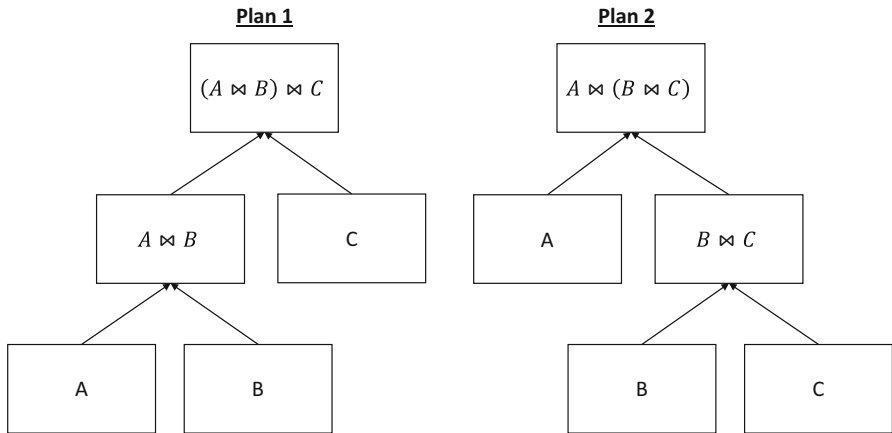 Plan 1
Plan 2
(A ⋈ B) ⋈ C
A ⋈ (B ⋈ C)
A ⋈ B
C
A
B ⋈ C
A
B
B
C